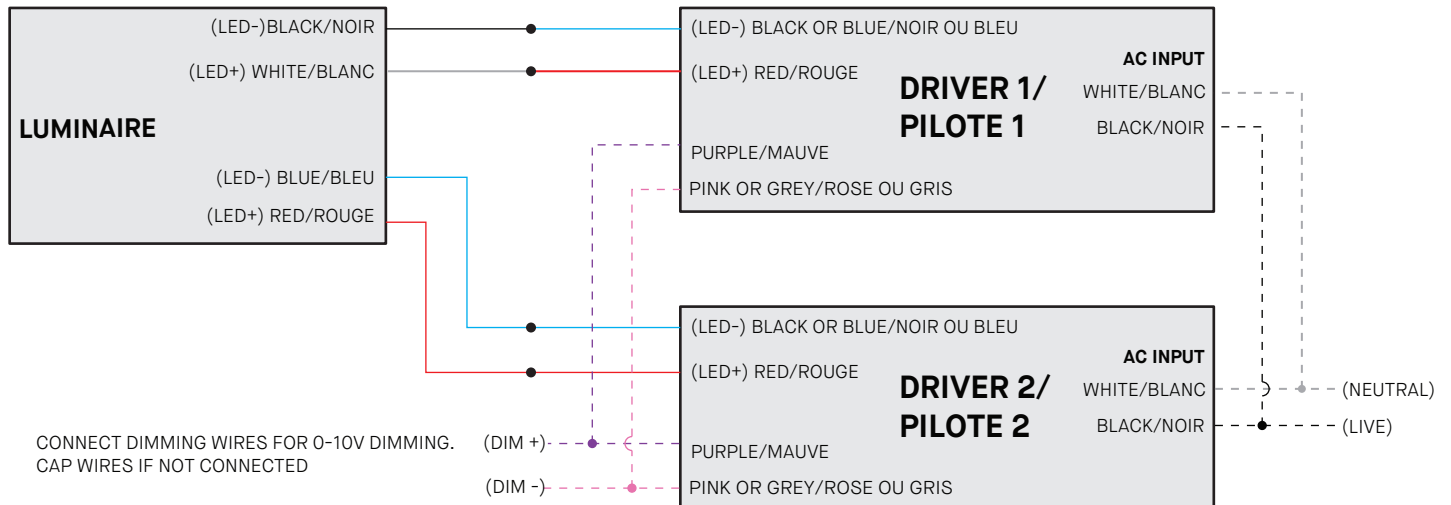 LUMINAIRE
(LED-)BLACK/NOIR
(LED+) WHITE/BLANC
(LED-) BLUE/BLEU
(LED+) RED/ROUGE
(LED-) BLACK OR BLUE/NOIR OU BLEU
(LED+) RED/ROUGE
PURPLE/MAUVE
PINK OR GREY/ROSE OU GRIS
DRIVER 1/
PILOTE 1
AC INPUT
WHITE/BLANC
BLACK/NOIR
(LED-) BLACK OR BLUE/NOIR OU BLEU
(LED+) RED/ROUGE
PURPLE/MAUVE
PINK OR GREY/ROSE OU GRIS
DRIVER 2/
PILOTE 2
AC INPUT
WHITE/BLANC
BLACK/NOIR
(NEUTRAL)
(LIVE)
CONNECT DIMMING WIRES FOR 0-10V DIMMING.
CAP WIRES IF NOT CONNECTED
(DIM +)
(DIM -)